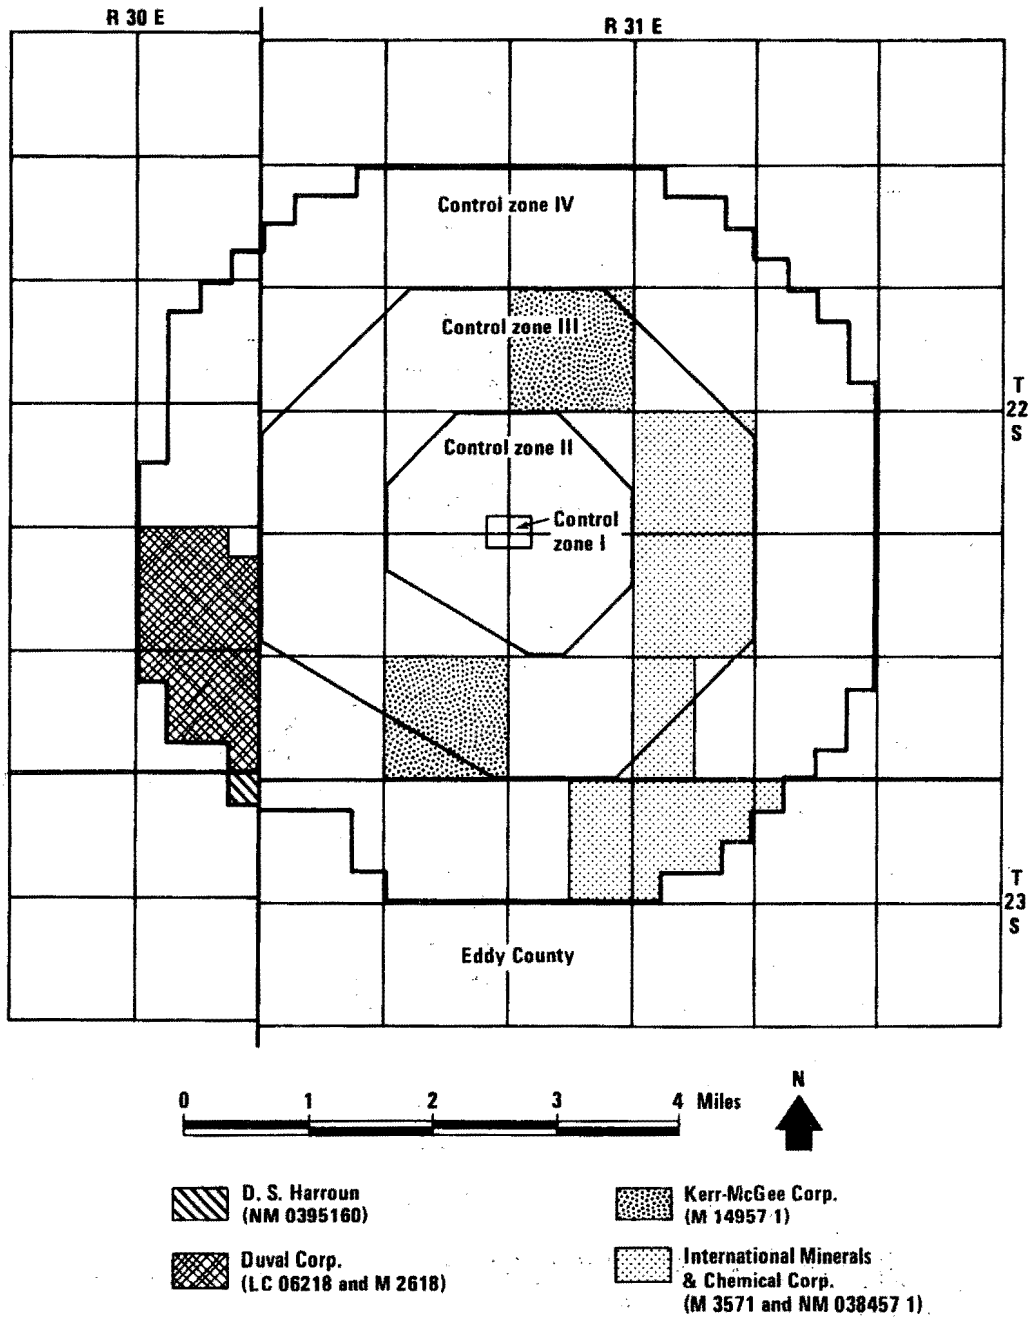 R 30 E
R 31 E
Control zone IV
Control zone III
T
22
S
Control zone II
Control
zone I
T
23
S
Eddy County
N
0 1 2 3 4 Miles
D. S. Harroun
(NM 0395160)
Kerr-McGee Corp.
(M 14957 1)
Duval Corp.
(LC 06218 and M 2618)
International Minerals
& Chemical Corp.
(M 3571 and NM 038457 1)